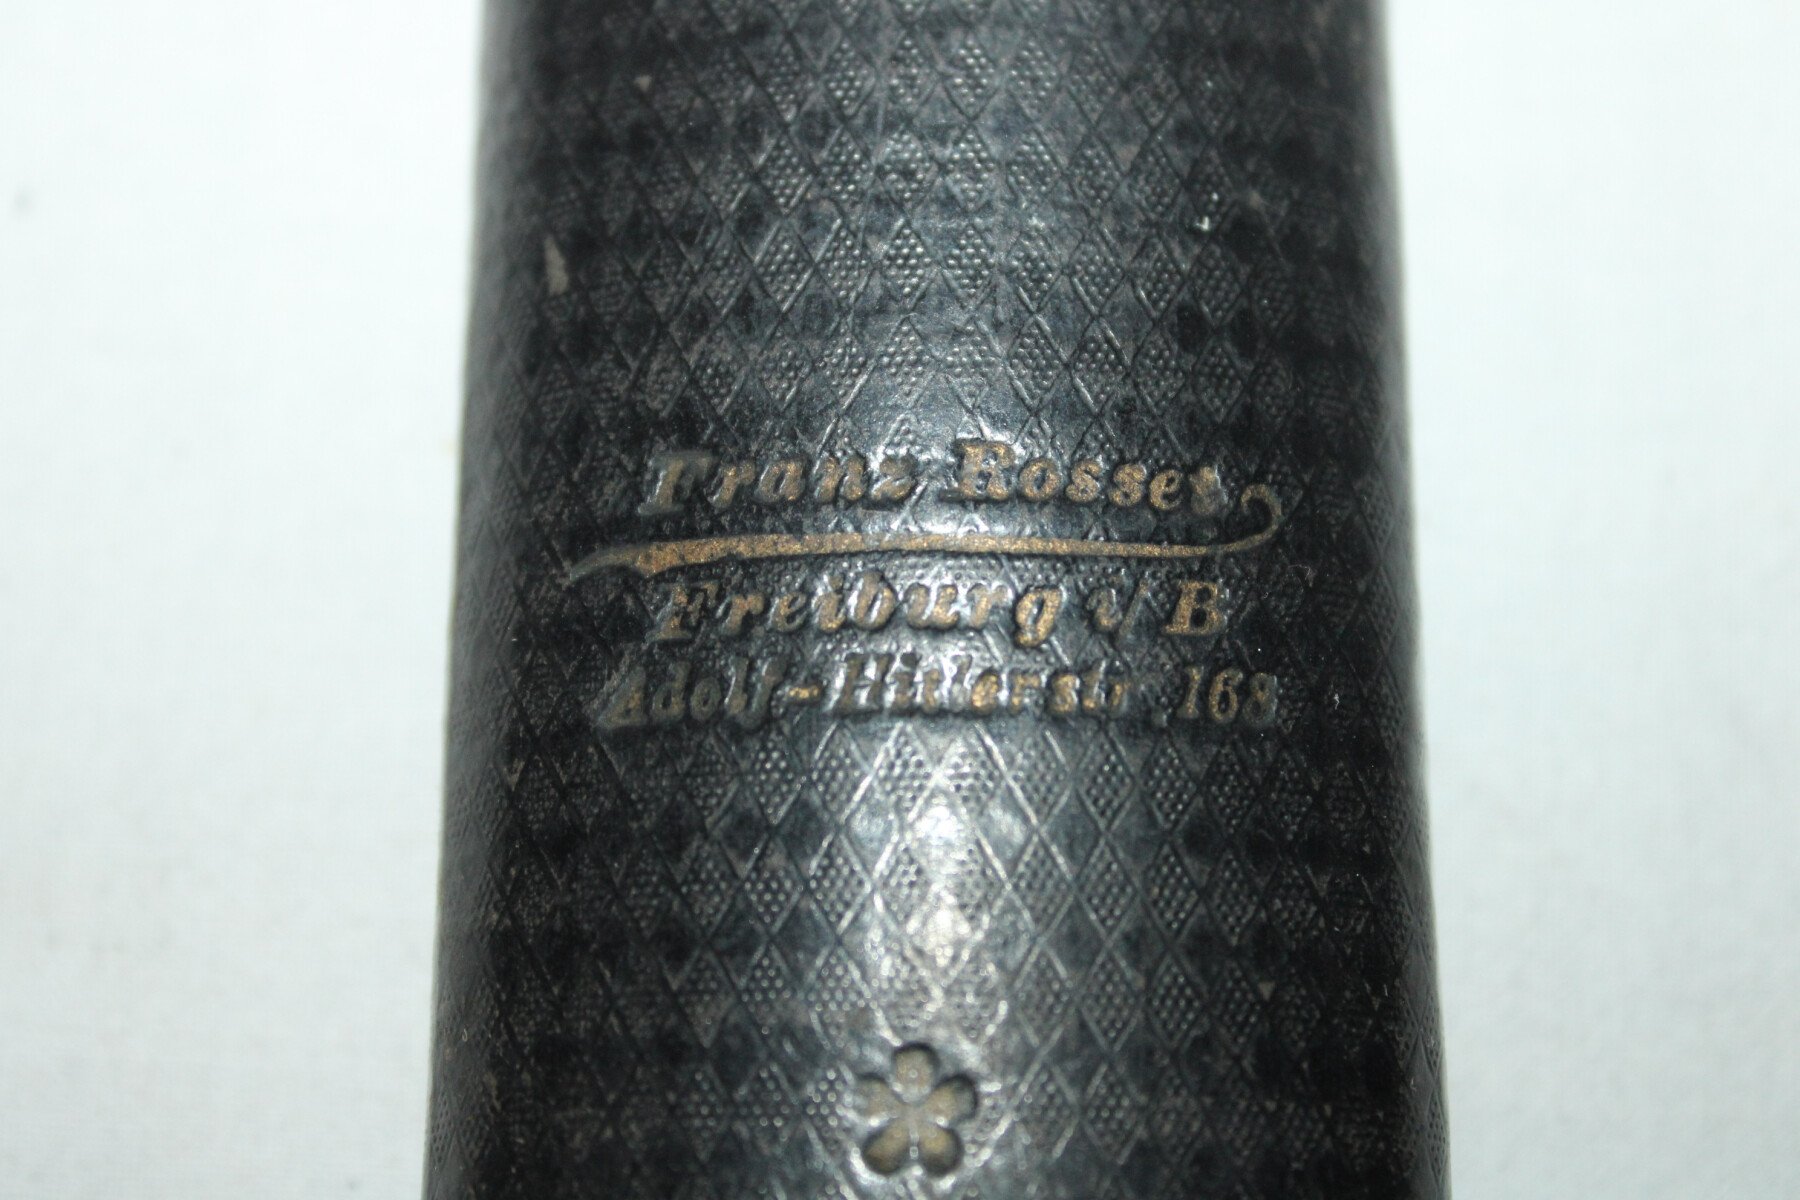 Franz Rosset
Freiburg i/B
Adolf-Hitlerstr. 168